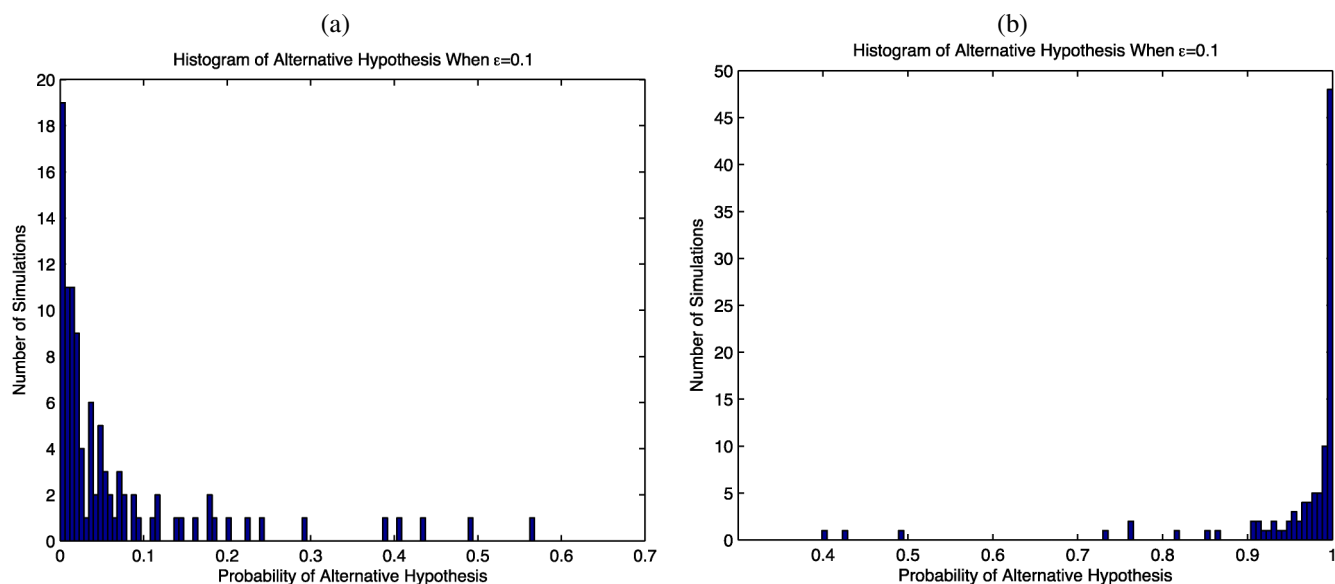 (a)
Histogram of Alternative Hypothesis When ε=0.1
20
18
16
14
12
10
8
6
4
2
0
Number of Simulations
0 0.1 0.2 0.3 0.4 0.5 0.6 0.7
Probability of Alternative Hypothesis
(b)
Histogram of Alternative Hypothesis When ε=0.1
50
45
40
35
30
25
20
15
10
5
0
Number of Simulations
0.4 0.5 0.6 0.7 0.8 0.9 1
Probability of Alternative Hypothesis